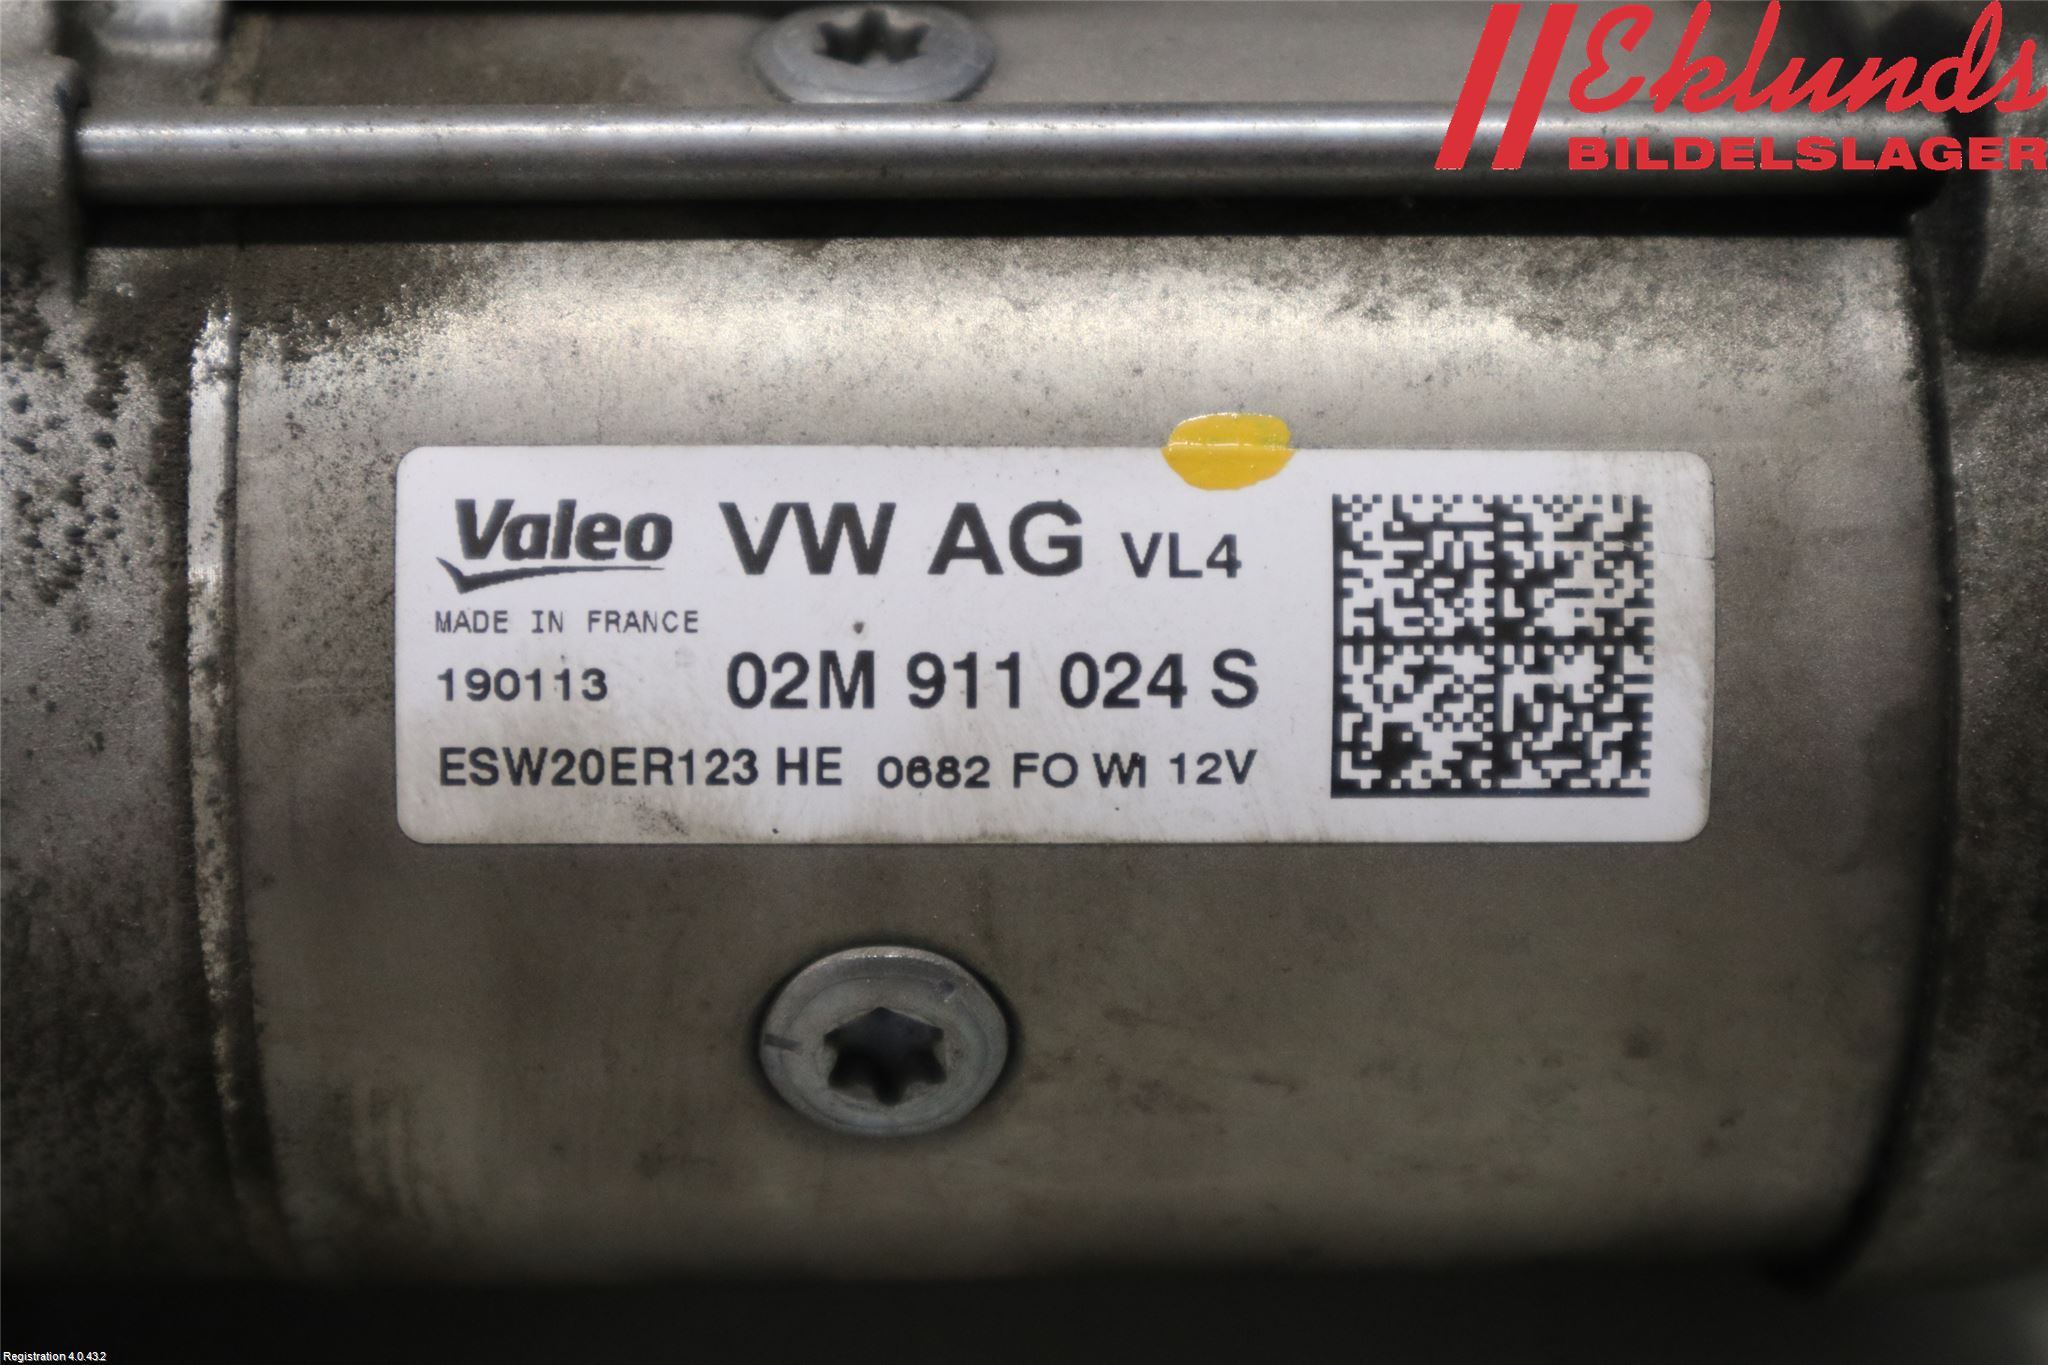 Eklunds
BILDELSLAGER
Valeo VW AG VL4
MADE IN FRANCE
190113 02M 911 024 S
ESW20ER123 HE 0682 FO WI 12V
Registration 4.0.43.2